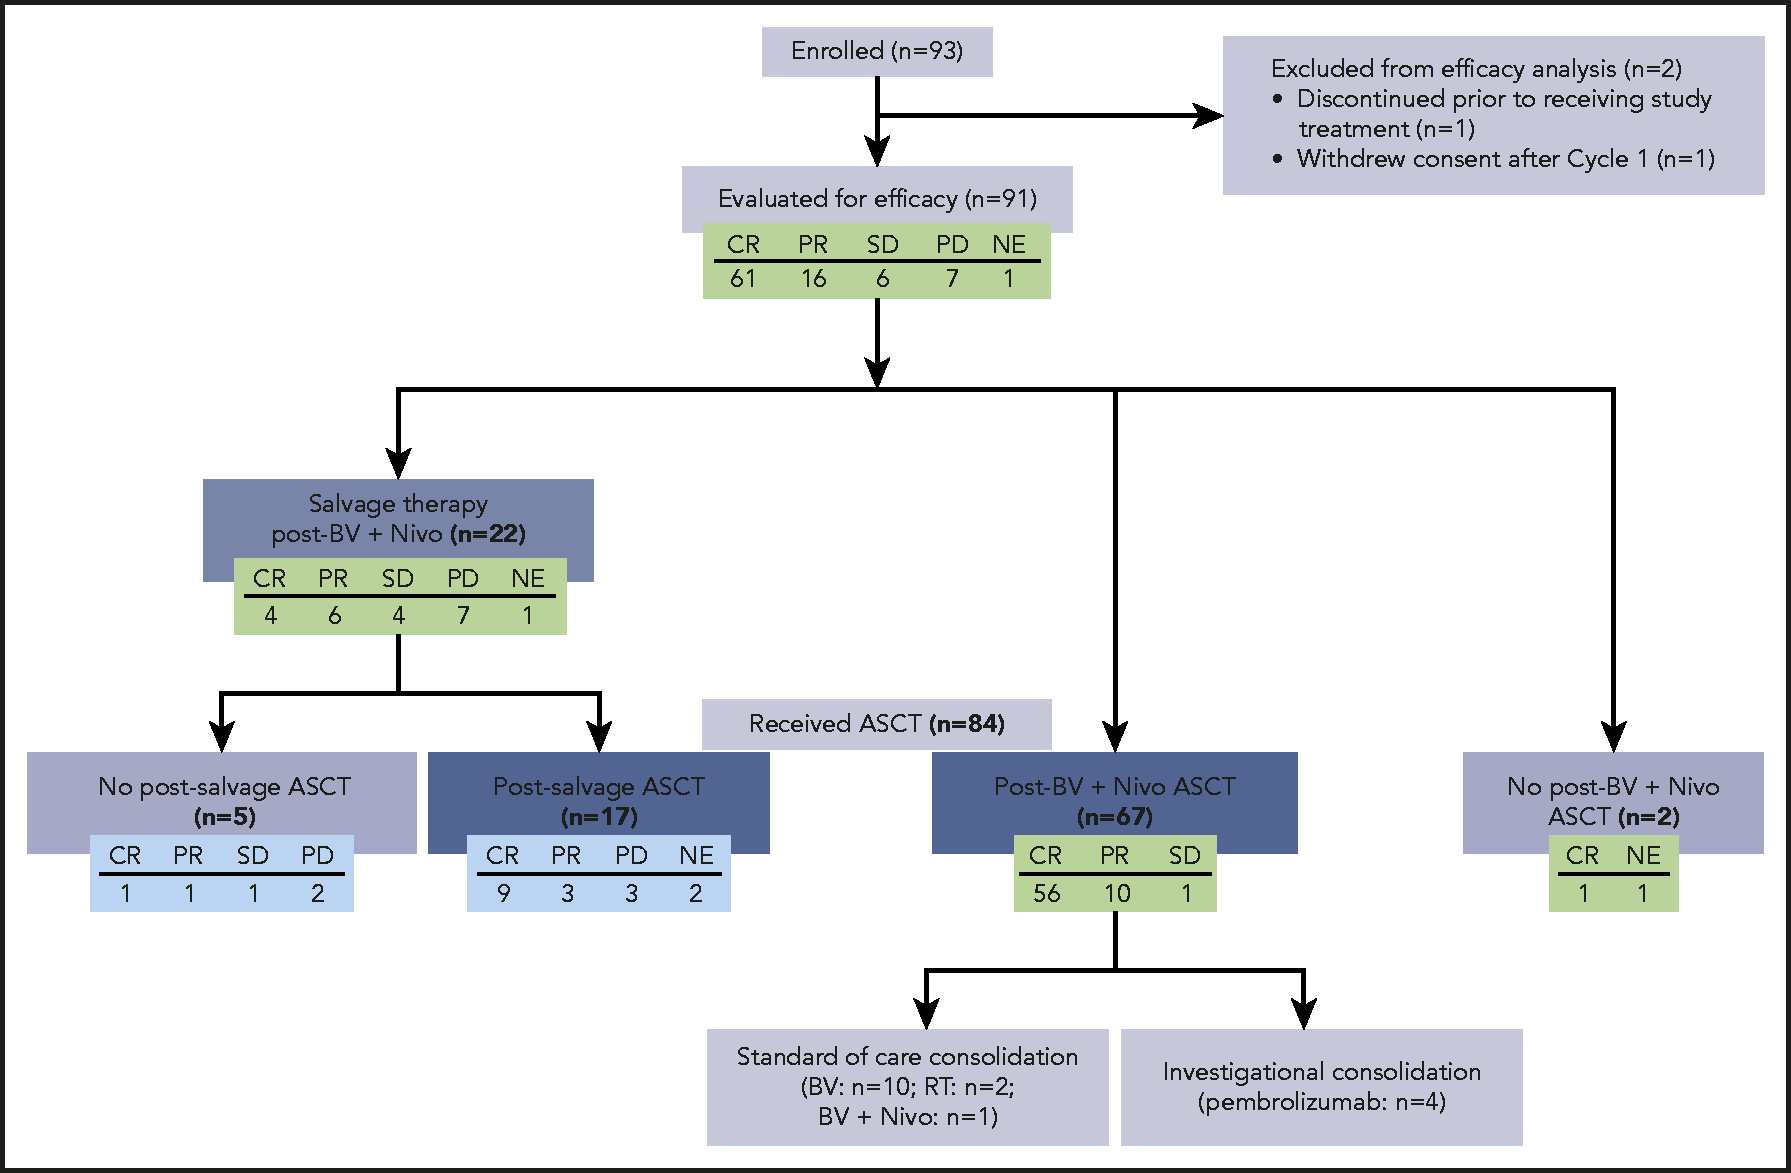 Enrolled (n=93)
Excluded from efficacy analysis (n=2)
• Discontinued prior to receiving study
treatment (n=1)
• Withdrew consent after Cycle 1 (n=1)
Evaluated for efficacy (n=91)
CR PR SD PD NE
61 16 6 7 1
Salvage therapy
post-BV + Nivo (n=22)
CR PR SD PD NE
4 6 4 7 1
Received ASCT (n=84)
No post-salvage ASCT
(n=5)
CR PR SD PD
1 1 1 2
Post-salvage ASCT
(n=17)
CR PR PD NE
9 3 3 2
Post-BV + Nivo ASCT
(n=67)
CR PR SD
56 10 1
No post-BV + Nivo
ASCT (n=2)
CR NE
1 1
Standard of care consolidation
(BV: n=10; RT: n=2;
BV + Nivo: n=1)
Investigational consolidation
(pembrolizumab: n=4)